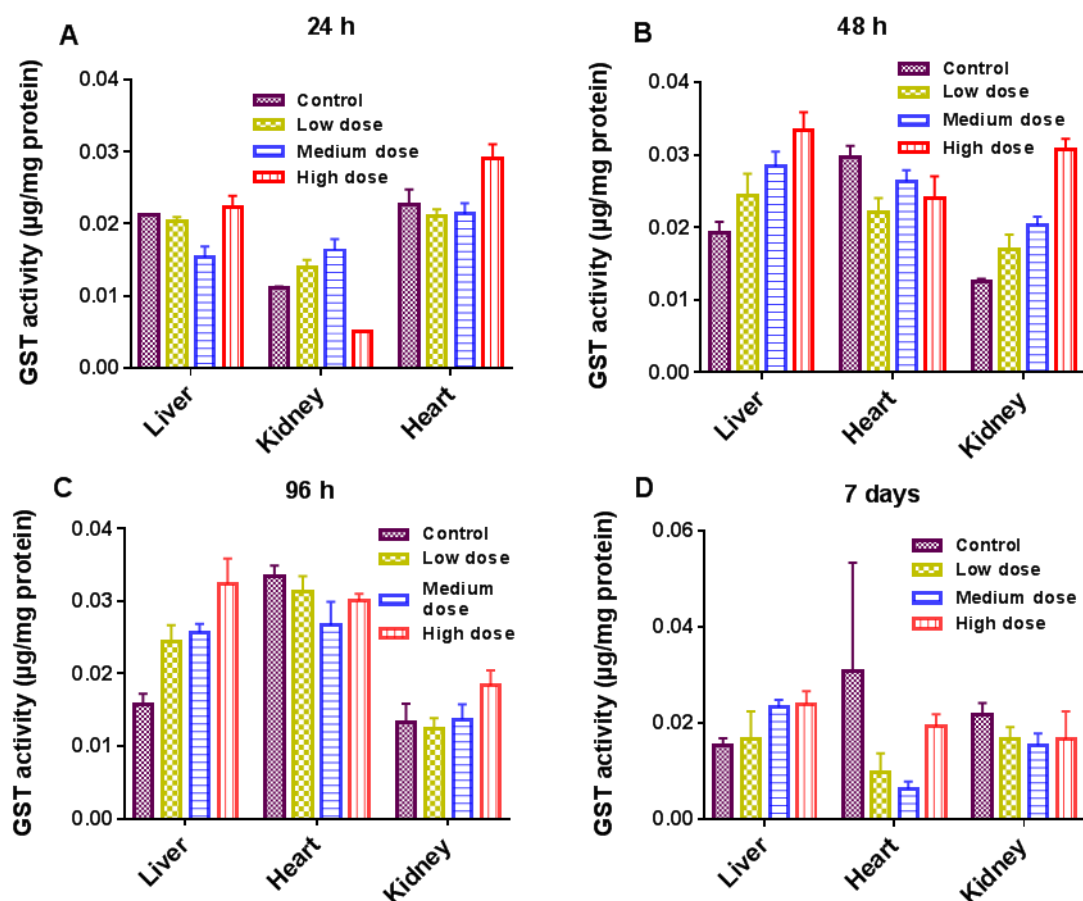 A
24 h
GST activity (µg/mg protein)
0.04
0.03
0.02
0.01
0.00
Control
Low dose
Medium dose
High dose
Liver
Kidney
Heart
B
48 h
GST activity (µg/mg protein)
0.04
0.03
0.02
0.01
0.00
Control
Low dose
Medium dose
High dose
Liver
Heart
Kidney
C
96 h
GST activity (µg/mg protein)
0.04
0.03
0.02
0.01
0.00
Control
Low dose
Medium
dose
High dose
Liver
Heart
Kidney
D
7 days
GST activity (µg/mg protein)
0.06
0.04
0.02
0.00
Control
Low dose
Medium dose
High dose
Liver
Heart
Kidney